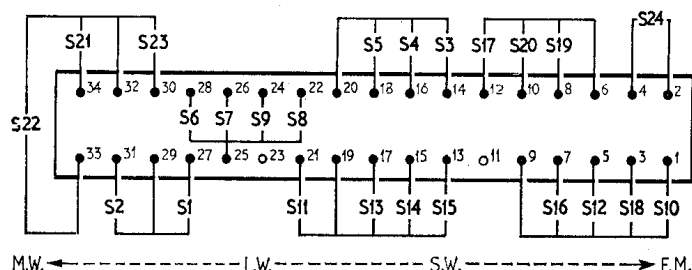 S24
S21 S23 S5 S4 S3 S17 S20 S19
34 32 30 28 26 24 22 20 18 16 14 12 10 8 6 4 2
S6 S7 S9 S8
S22
33 31 29 27 25 23 21 19 17 15 13 11 9 7 5 3 1
S2 S1 S11 S13 S14 S15 S16 S12 S18 S10
M.W. L.W. S.W. F.M.